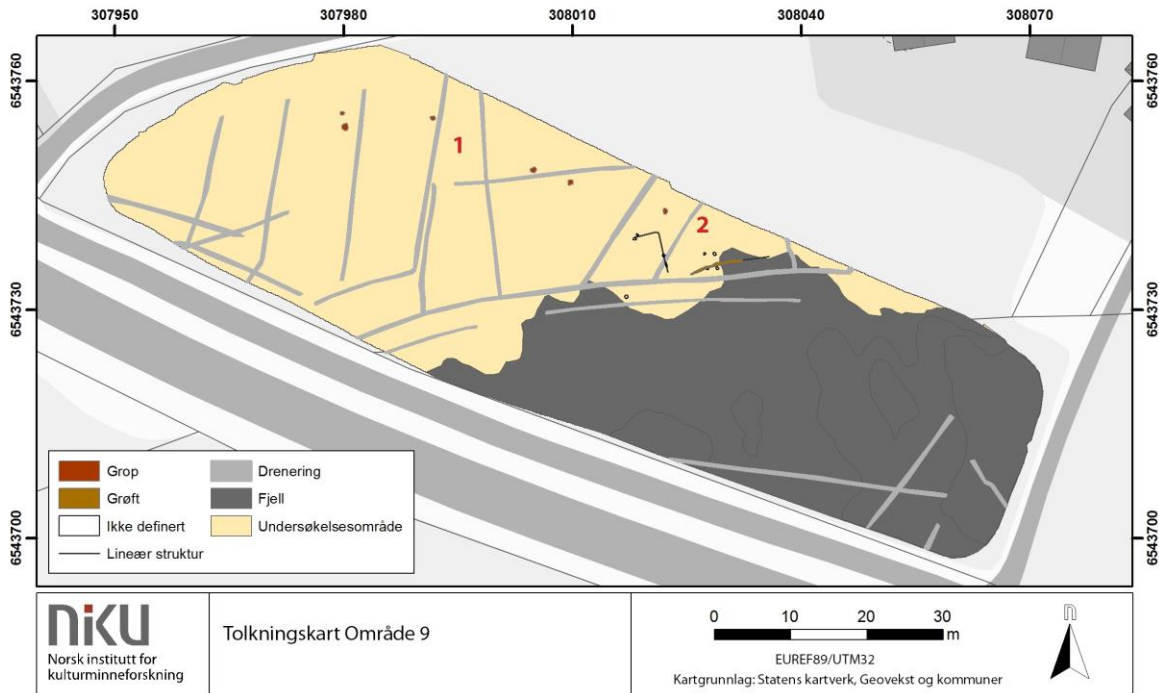 307950 307980 308010 308040 308070
6543760 6543760
1
2
6543730 6543730
6543700 6543700
Grop
Grøft
Ikke definert
Lineær struktur
Drenering
Fjell
Undersøkelsesområde
niku
Norsk institutt for
kulturminneforskning
Tolkningskart Område 9
0 10 20 30
m
EUREF89/UTM32
Kartgrunnlag: Statens kartverk, Geovekst og kommuner
n